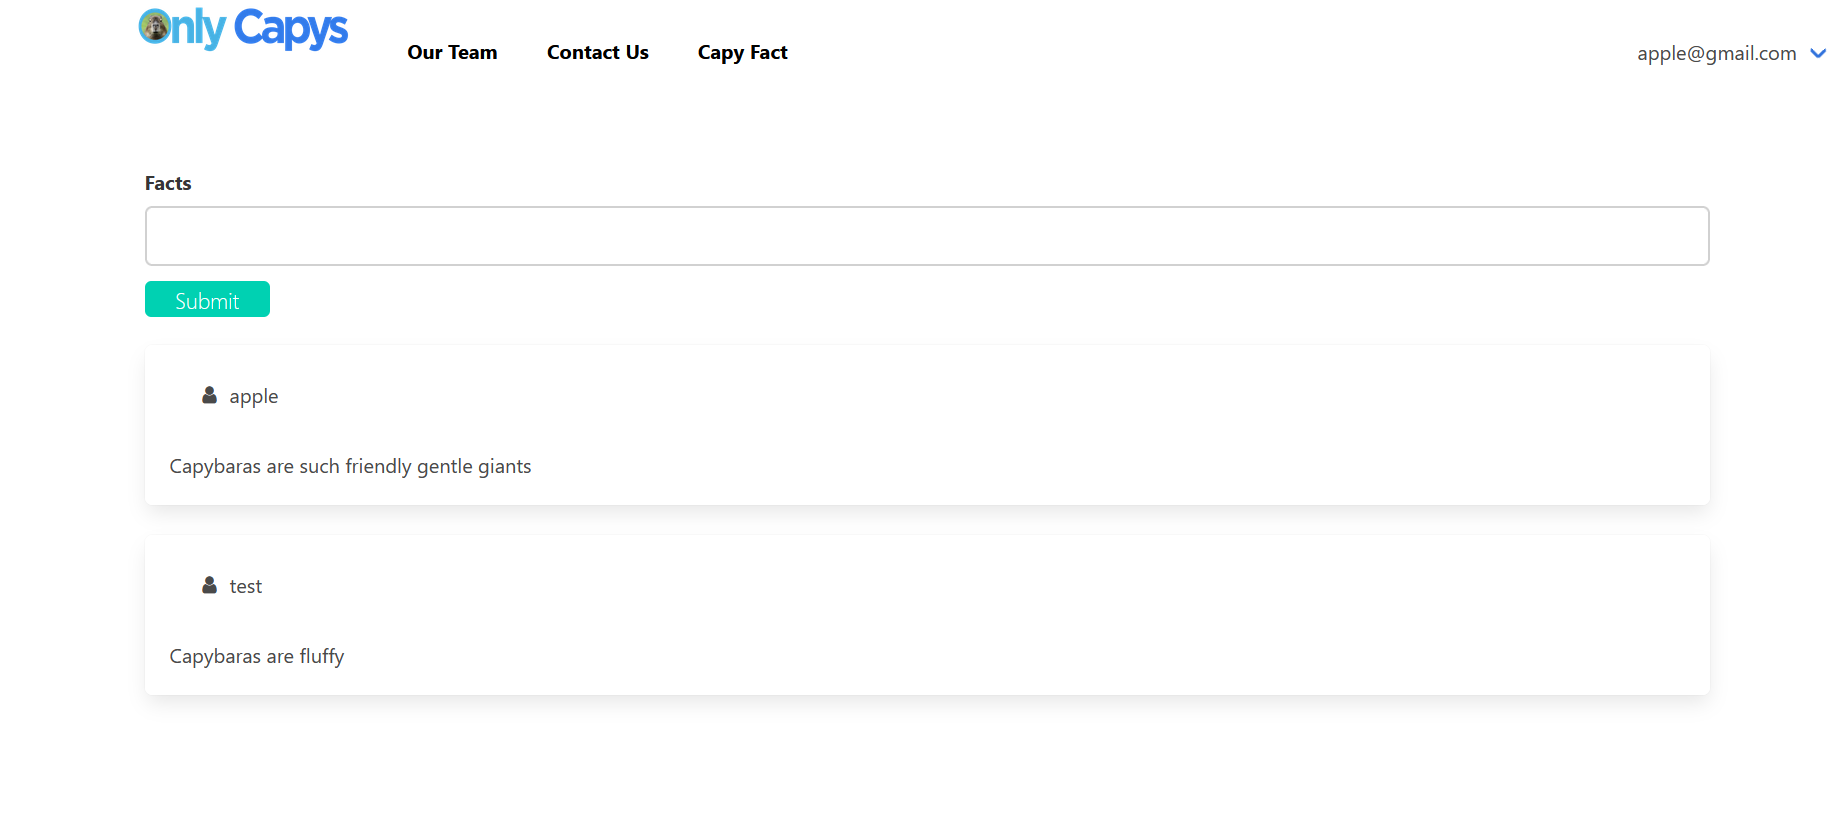 Only Capys
Our Team Contact Us Capy Fact apple@gmail.com
Facts
Submit
apple
Capybaras are such friendly gentle giants
test
Capybaras are fluffy